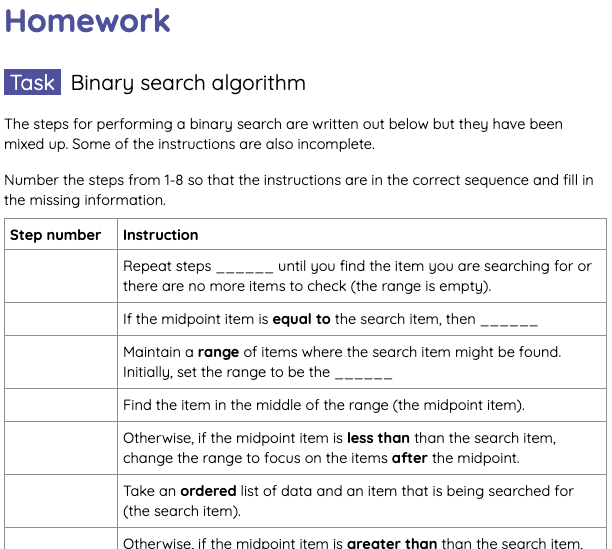 Homework
Task Binary search algorithm
The steps for performing a binary search are written out below but they have been
mixed up. Some of the instructions are also incomplete.
Number the steps from 1-8 so that the instructions are in the correct sequence and fill in
the missing information.
Step number Instruction
Repeat steps ______ until you find the item you are searching for or
there are no more items to check (the range is empty).
If the midpoint item is equal to the search item, then ______
Maintain a range of items where the search item might be found.
Initially, set the range to be the ______
Find the item in the middle of the range (the midpoint item).
Otherwise, if the midpoint item is less than than the search item,
change the range to focus on the items after the midpoint.
Take an ordered list of data and an item that is being searched for
(the search item).
Otherwise, if the midpoint item is greater than than the search item,